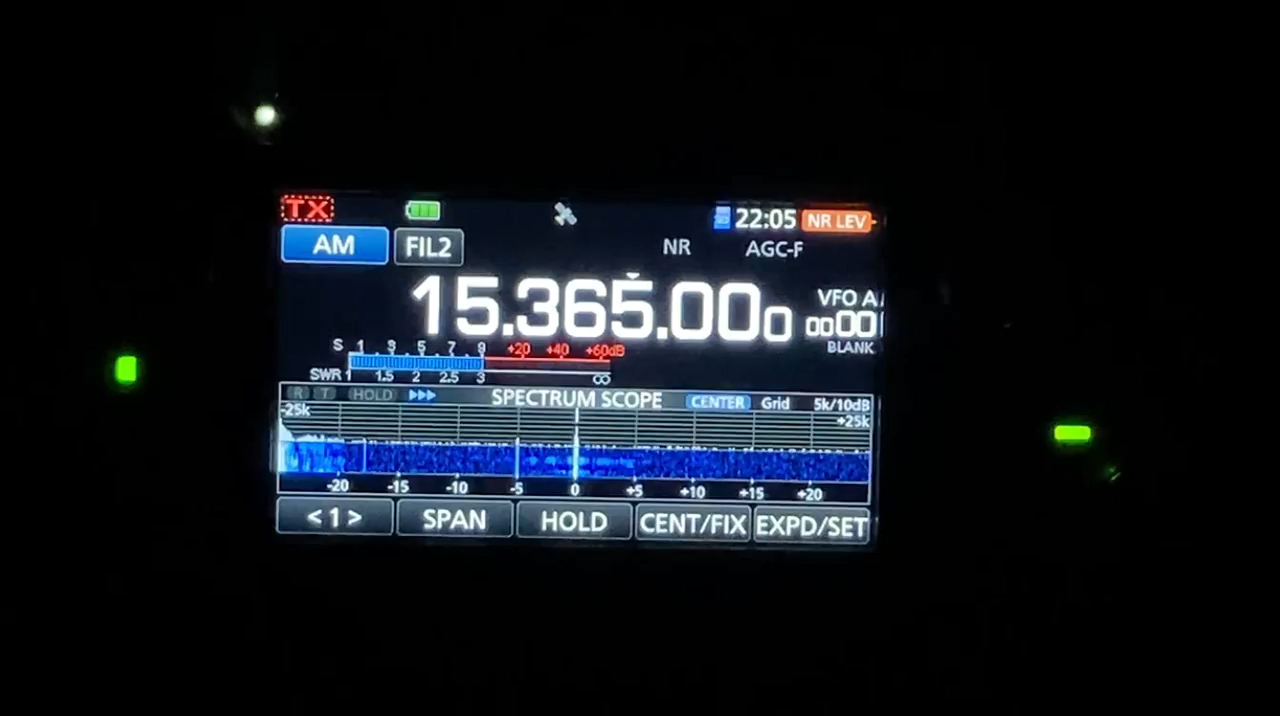 TX 22:05 NR LEV
AM FIL2 NR AGC-F
15.365.000 VFO A
0000
BLANK
S 1 3 5 7 9 +20 +40 +60dB
SWR 1 1.5 2 2.5 3 ∞
R T HOLD SPECTRUM SCOPE CENTER Grid 5k/10dB
-25k +25k
-20 -15 -10 -5 0 +5 +10 +15 +20
<1> SPAN HOLD CENT/FIX EXPD/SET